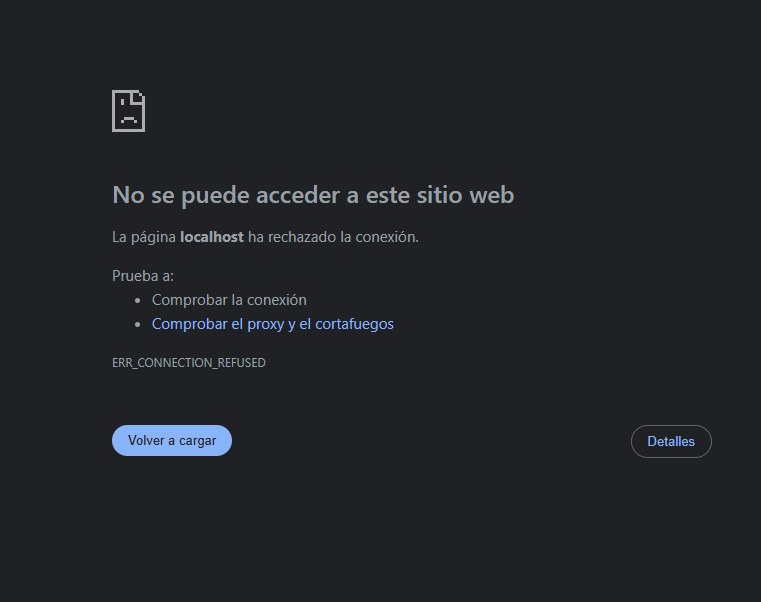 No se puede acceder a este sitio web
La página localhost ha rechazado la conexión.
Prueba a:
• Comprobar la conexión
• Comprobar el proxy y el cortafuegos
ERR_CONNECTION_REFUSED
Volver a cargar
Detalles